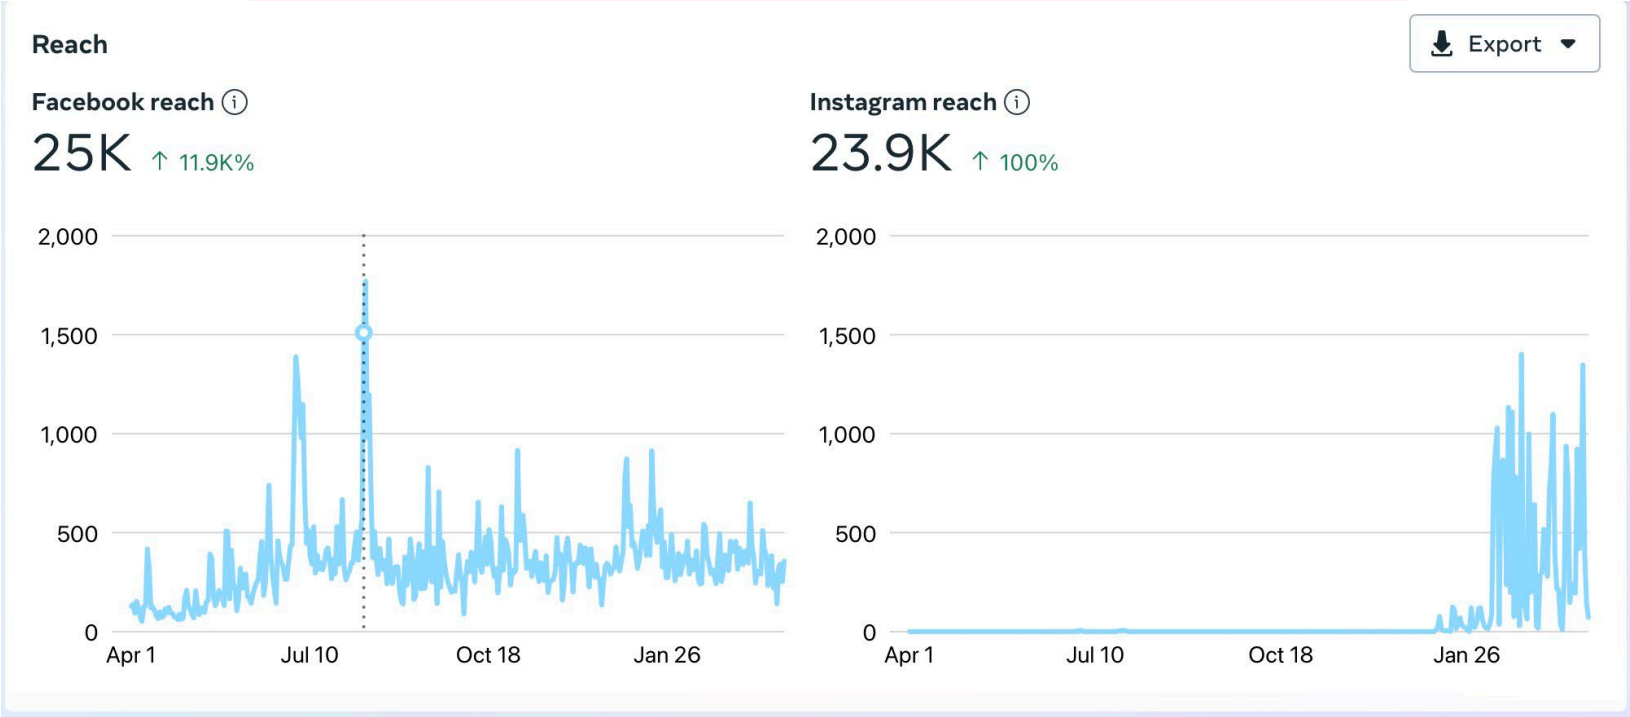 Reach
Export
Facebook reach
25K ↑ 11.9K%
2,000
1,500
1,000
500
0
Apr 1 Jul 10 Oct 18 Jan 26
Instagram reach
23.9K ↑ 100%
2,000
1,500
1,000
500
0
Apr 1 Jul 10 Oct 18 Jan 26